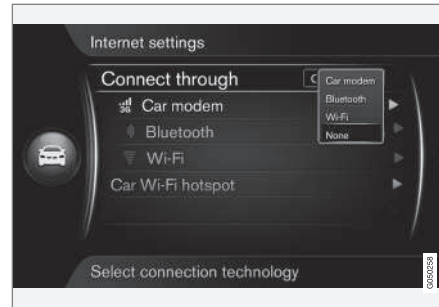 Internet settings
Connect through
Car modem
Bluetooth
Wi-Fi
None
3G Car modem
Bluetooth
Wi-Fi
Car Wi-Fi hotspot
Select connection technology
G050258